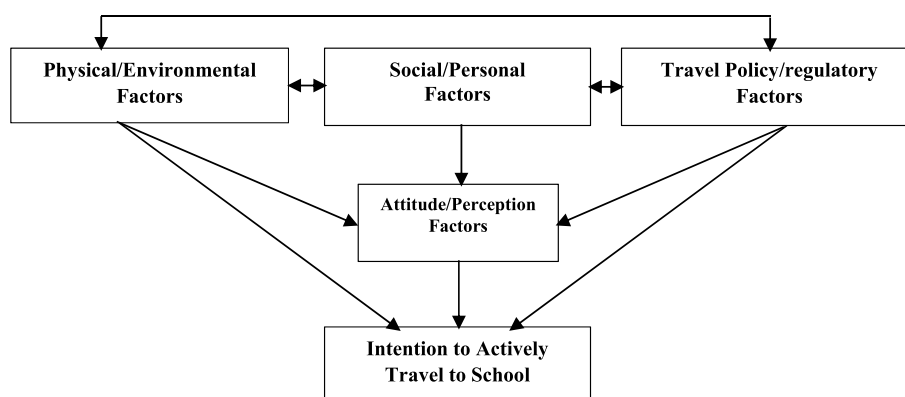 Physical/Environmental
Factors
Social/Personal
Factors
Travel Policy/regulatory
Factors
Attitude/Perception
Factors
Intention to Actively
Travel to School